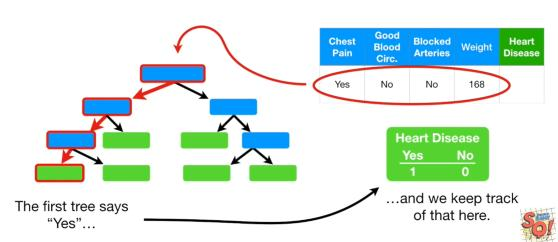 Chest Pain
Good Blood Circ.
Blocked Arteries
Weight
Heart Disease
Yes
No
No
168
Heart Disease
Yes No
1 0
The first tree says
“Yes”…
…and we keep track
of that here.
SQ!